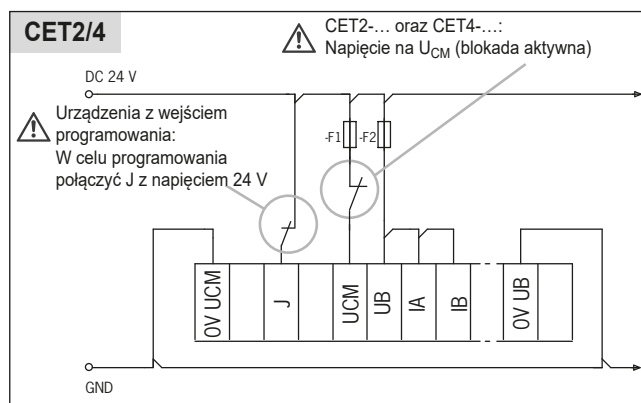 CET2/4
CET2-... oraz CET4-...:
Napięcie na UCM (blokada aktywna)
DC 24 V
Urządzenia z wejściem
programowania:
W celu programowania
połączyć J z napięciem 24 V
-F1
-F2
0V UCM
J
UCM
UB
IA
IB
0V UB
GND